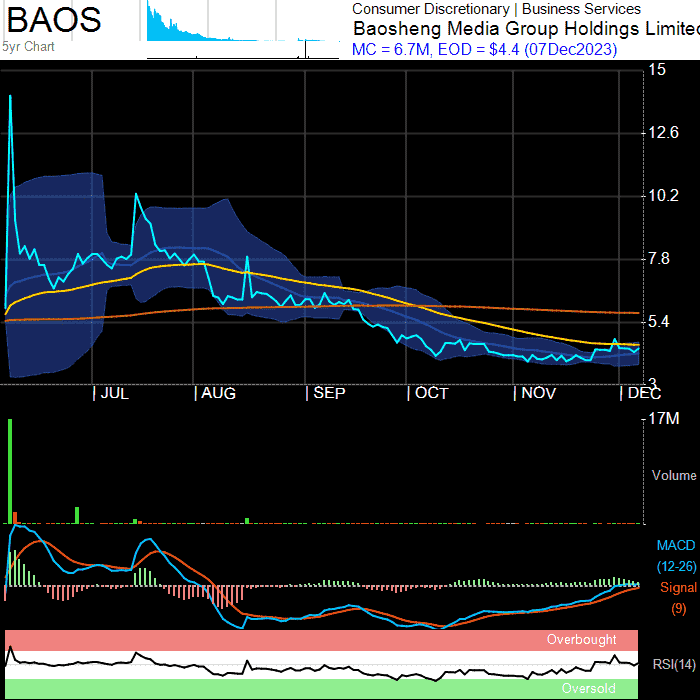 BAOS
5yr Chart
Consumer Discretionary | Business Services
Baosheng Media Group Holdings Limited
MC = 6.7M, EOD = $4.4 (07Dec2023)
15
12.6
10.2
7.8
5.4
3
| JUL | AUG | SEP | OCT | NOV | DEC
17M
Volume
MACD
(12-26)
Signal
(9)
Overbought
RSI(14)
Oversold